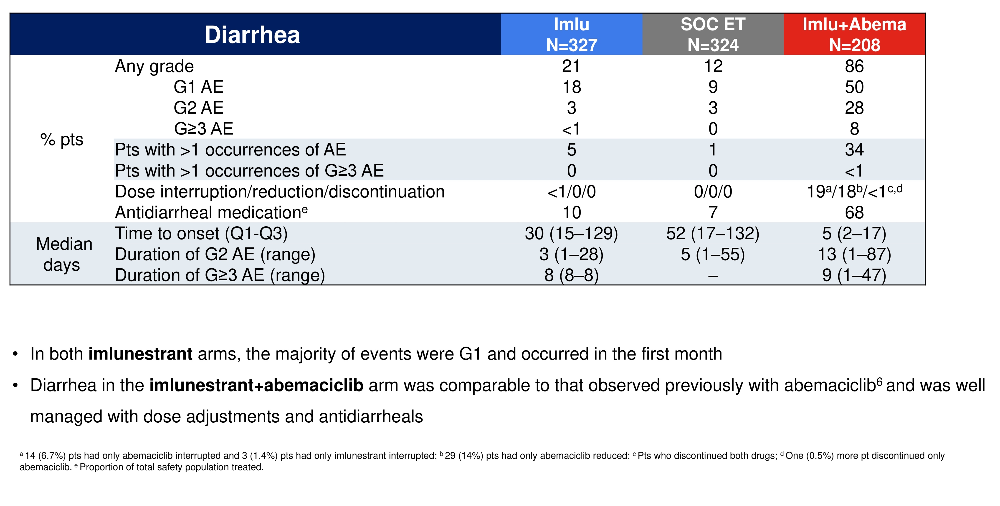 Diarrhea Imlu N=327 SOC ET N=324 Imlu+Abema N=208
% pts
Any grade 21 12 86
G1 AE 18 9 50
G2 AE 3 3 28
G≥3 AE <1 0 8
Pts with >1 occurrences of AE 5 1 34
Pts with >1 occurrences of G≥3 AE 0 0 <1
Dose interruption/reduction/discontinuation <1/0/0 0/0/0 19ᵃ/18ᵇ/<1ᶜ,ᵈ
Antidiarrheal medicationᵉ 10 7 68
Median days
Time to onset (Q1-Q3) 30 (15–129) 52 (17–132) 5 (2–17)
Duration of G2 AE (range) 3 (1–28) 5 (1–55) 13 (1–87)
Duration of G≥3 AE (range) 8 (8–8) – 9 (1–47)
• In both imlunestrant arms, the majority of events were G1 and occurred in the first month
• Diarrhea in the imlunestrant+abemaciclib arm was comparable to that observed previously with abemaciclib⁶ and was well
managed with dose adjustments and antidiarrheals
ᵃ 14 (6.7%) pts had only abemaciclib interrupted and 3 (1.4%) pts had only imlunestrant interrupted; ᵇ 29 (14%) pts had only abemaciclib reduced; ᶜ Pts who discontinued both drugs; ᵈ One (0.5%) more pt discontinued only
abemaciclib. ᵉ Proportion of total safety population treated.